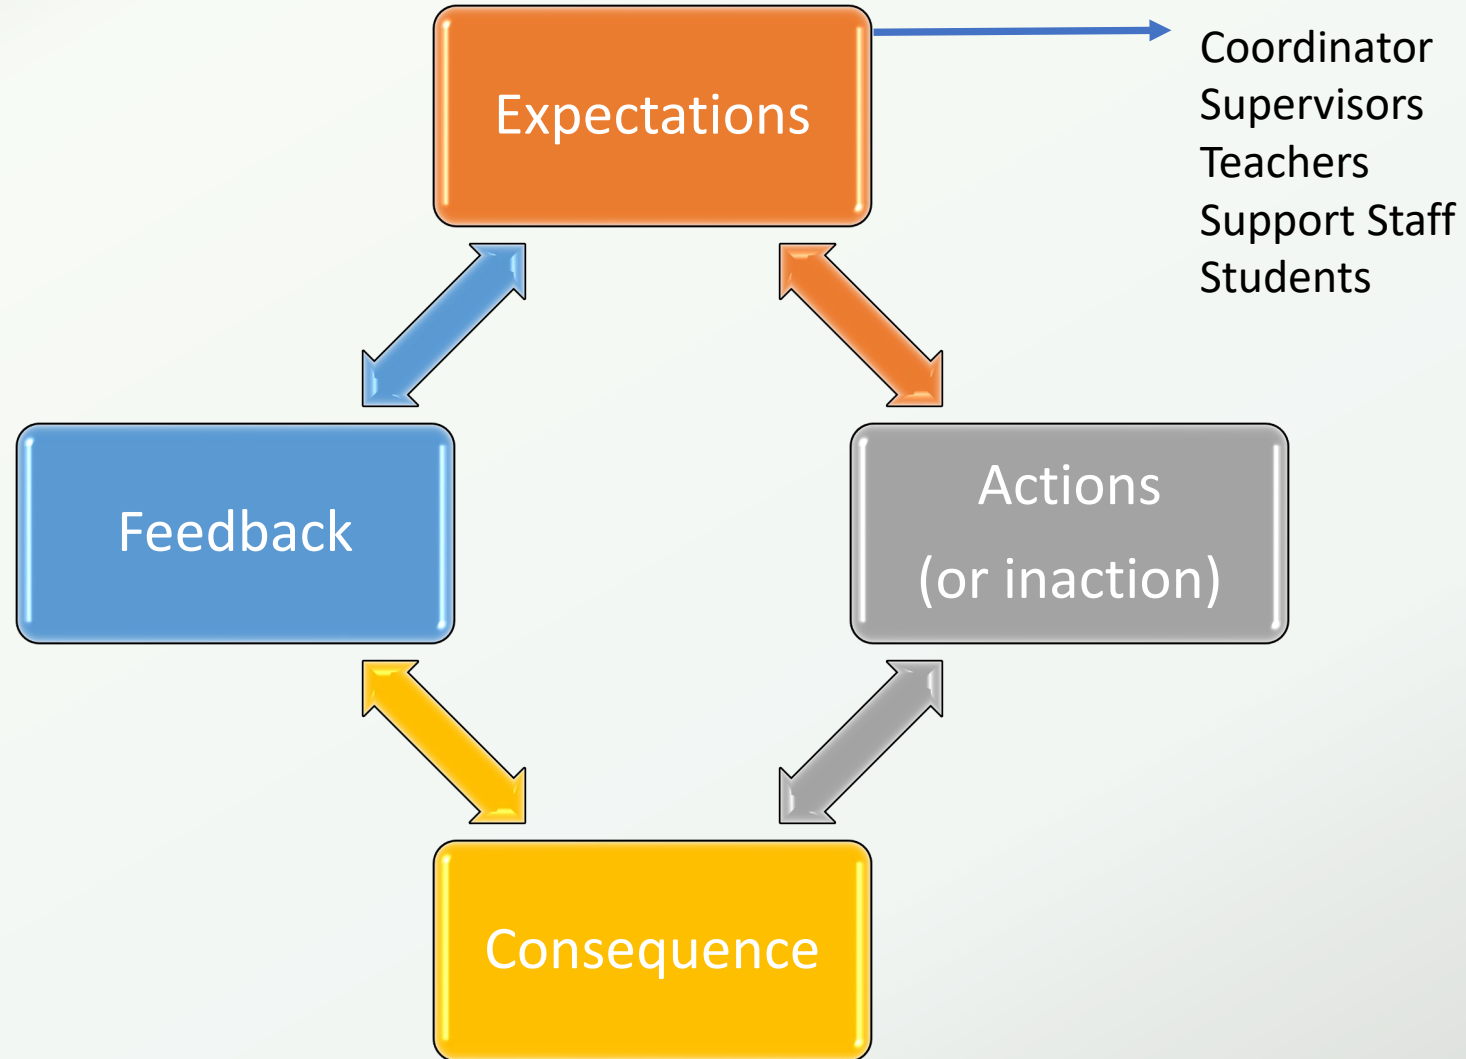 Expectations
Coordinator
Supervisors
Teachers
Support Staff
Students
Feedback
Actions
(or inaction)
Consequence